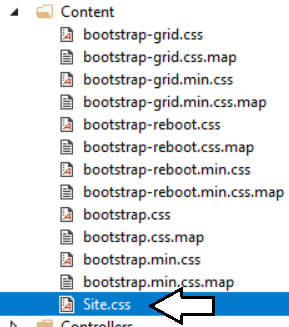 Content
bootstrap-grid.css
bootstrap-grid.css.map
bootstrap-grid.min.css
bootstrap-grid.min.css.map
bootstrap-reboot.css
bootstrap-reboot.css.map
bootstrap-reboot.min.css
bootstrap-reboot.min.css.map
bootstrap.css
bootstrap.css.map
bootstrap.min.css
bootstrap.min.css.map
Site.css
Controllers